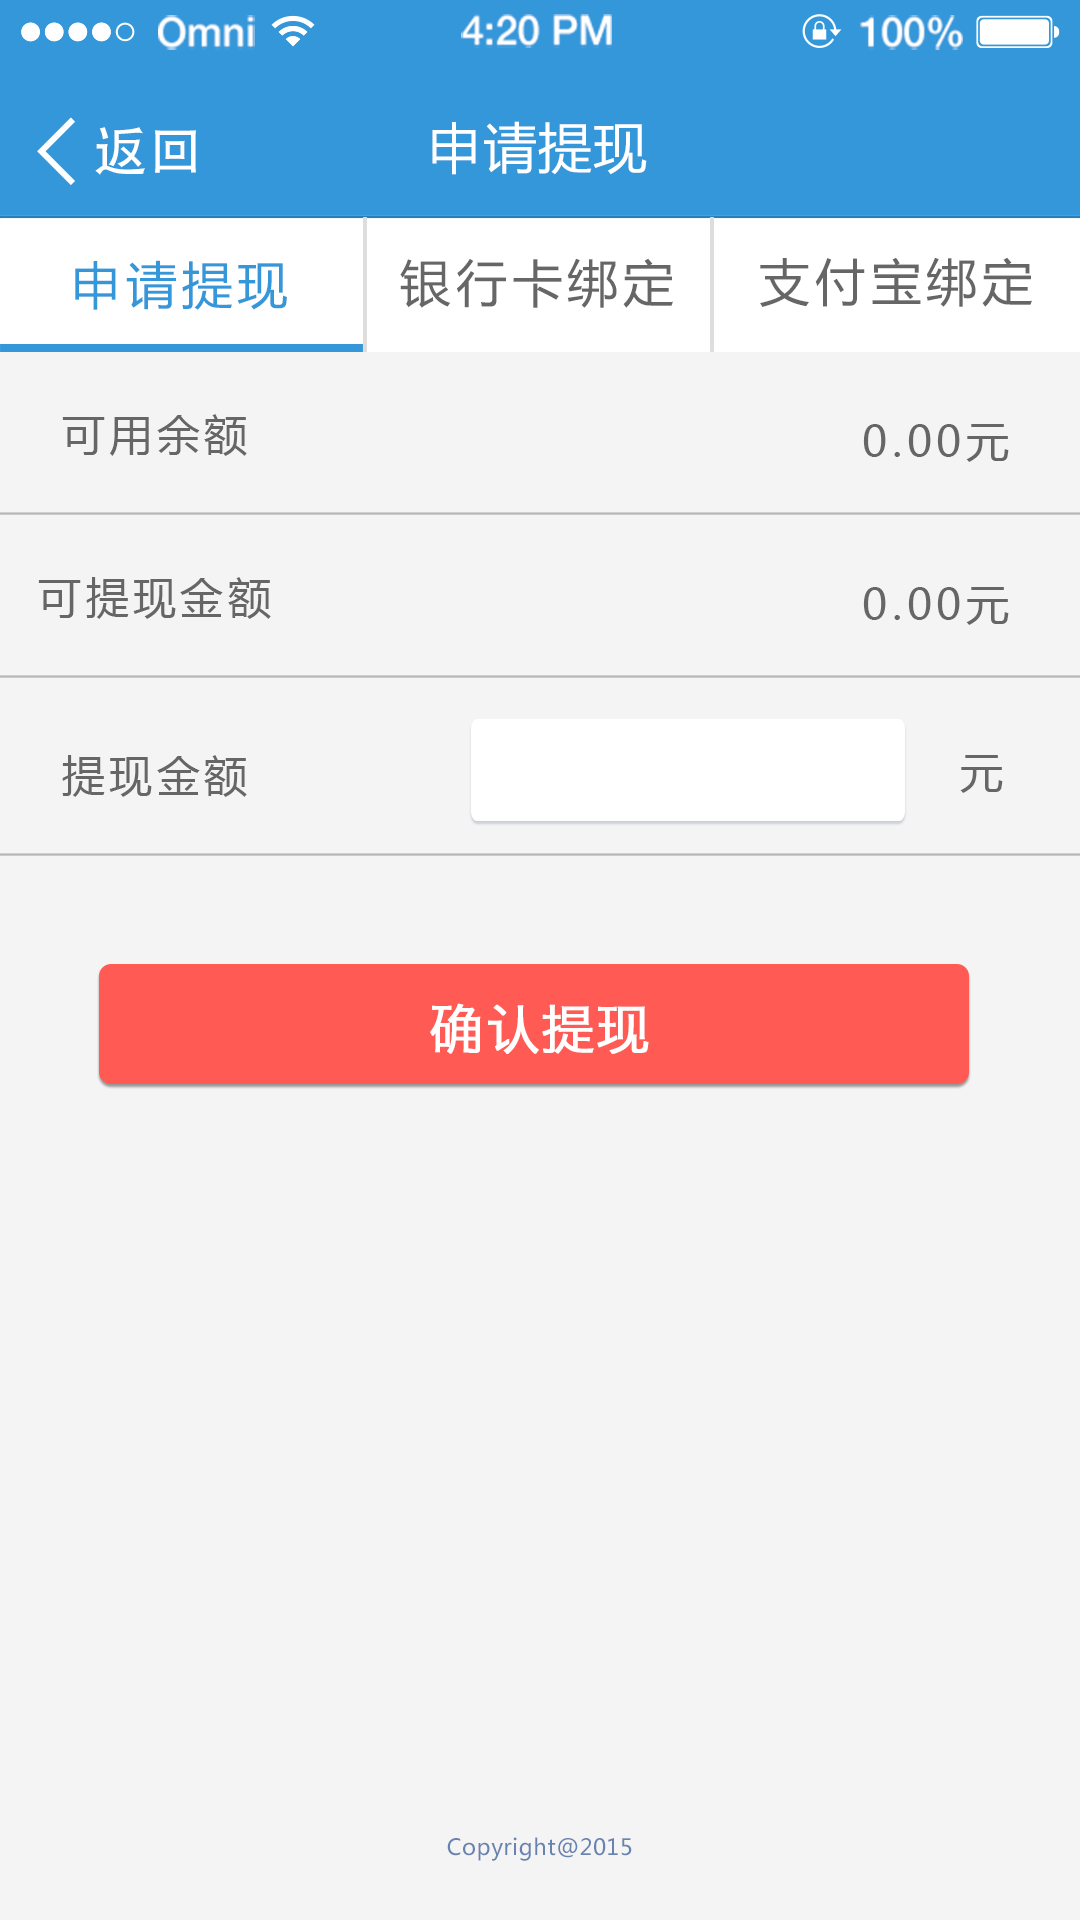 Omni 4:20 PM 100%
返回 申请提现
申请提现 银行卡绑定 支付宝绑定
可用余额 0.00元
可提现金额 0.00元
提现金额 元
确认提现
Copyright@2015